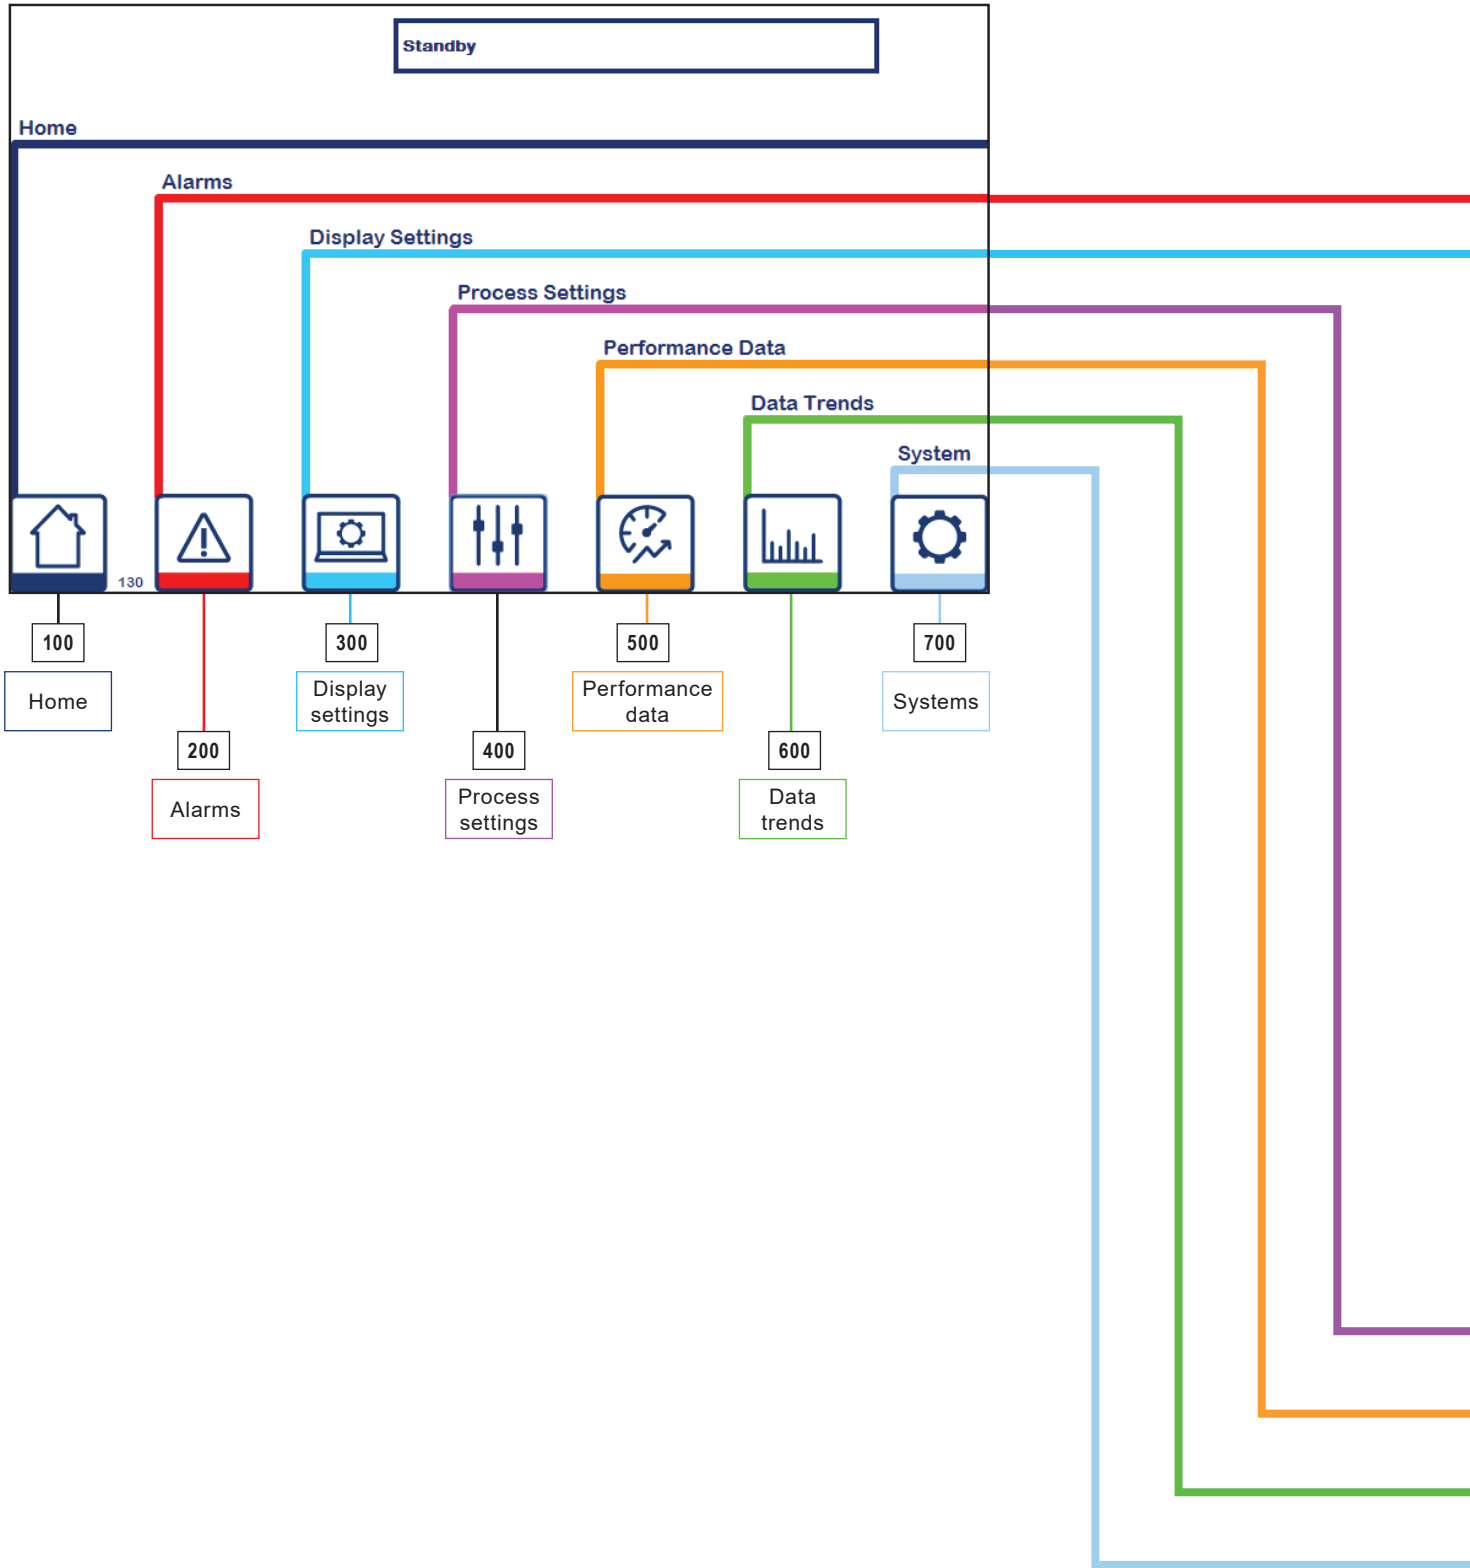 Standby
Home
Alarms
Display Settings
Process Settings
Performance Data
Data Trends
System
130
100
300
500
700
Home
Display
settings
Performance
data
Systems
200
400
600
Alarms
Process
settings
Data
trends